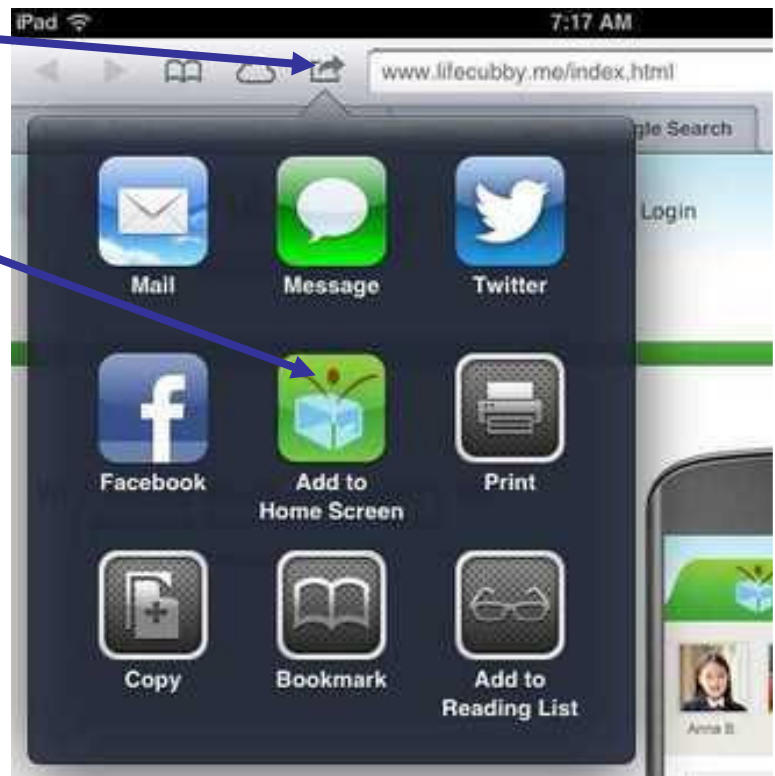 iPad 7:17 AM
www.lifecubby.me/index.html
gle Search
Login
Mail Message Twitter
Facebook Add to Print
Home Screen
Copy Bookmark Add to
Reading List
Anna B.